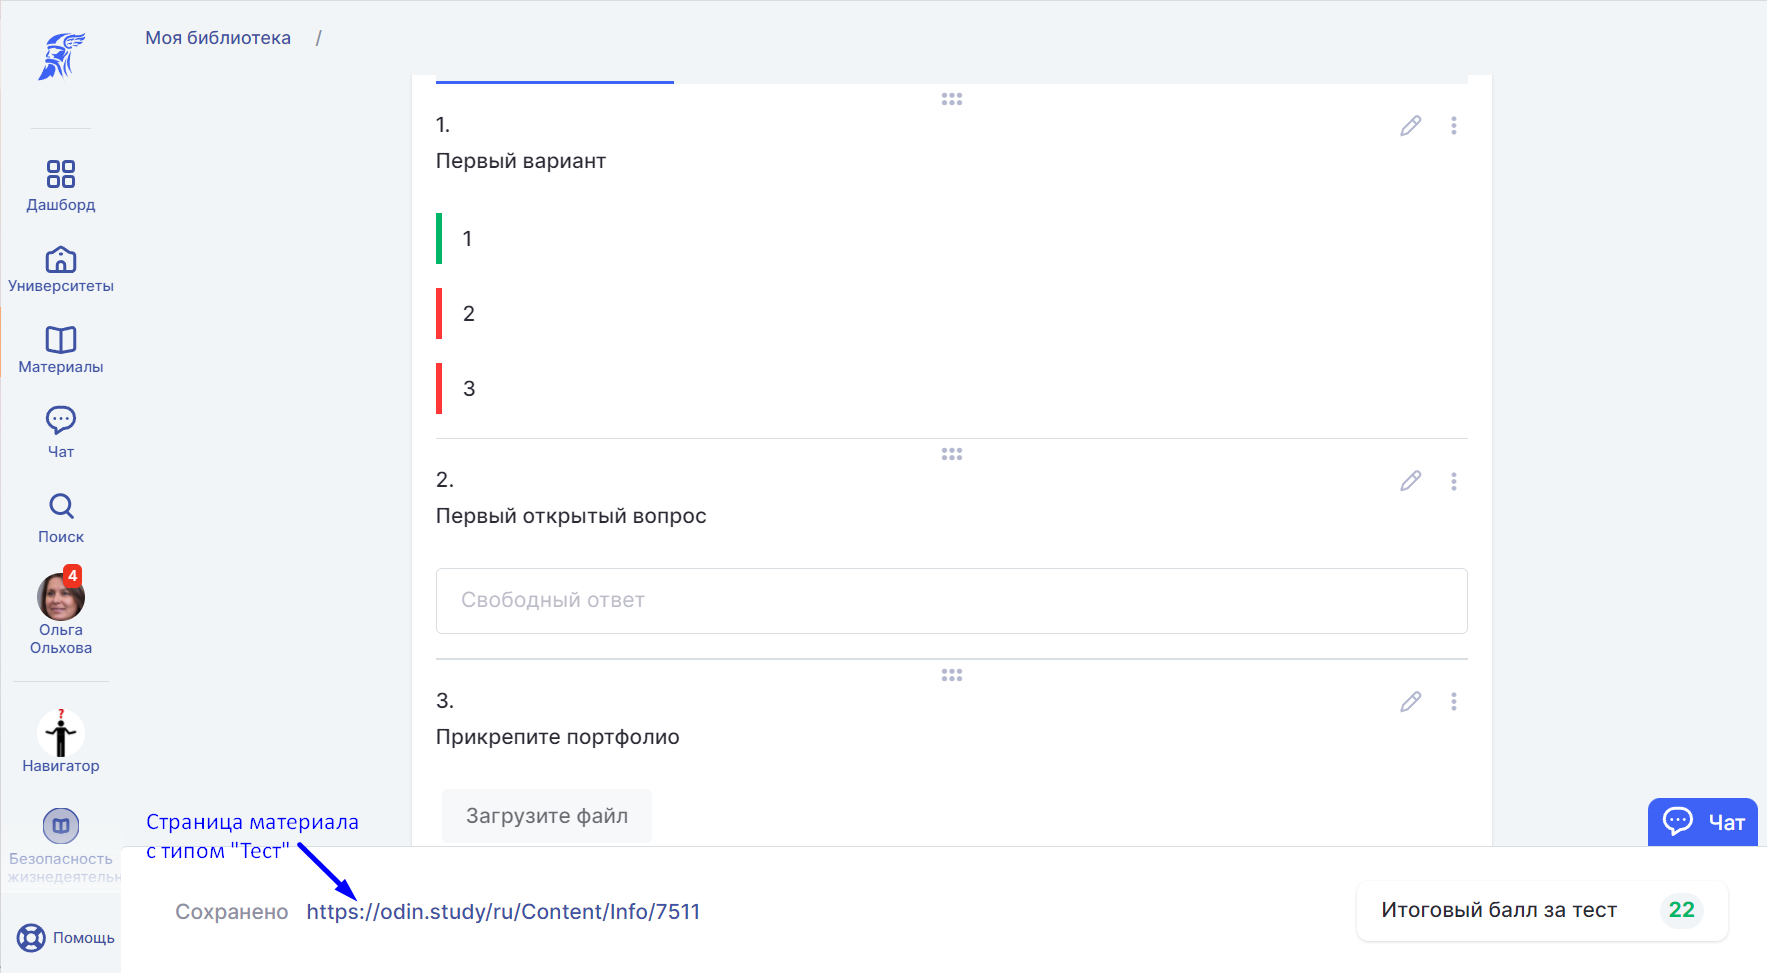 Моя библиотека /
Дашборд
Университеты
Материалы
Чат
Поиск
4
Ольга
Ольхова
?
Навигатор
Безопасность
жизнедеятельн
Помощь
1.
Первый вариант
1
2
3
2.
Первый открытый вопрос
Свободный ответ
3.
Прикрепите портфолио
Загрузите файл
Чат
Страница материала
с типом "Тест"
Сохранено https://odin.study/ru/Content/Info/7511
Итоговый балл за тест 22